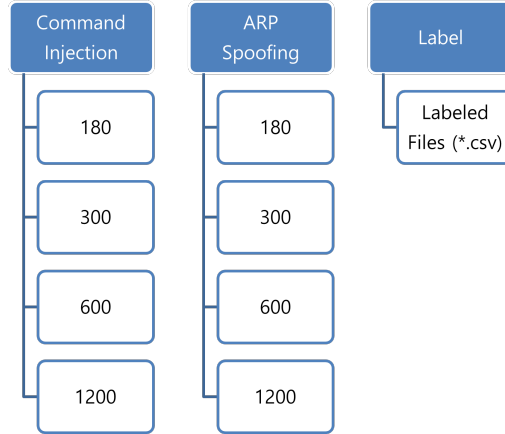 Command
Injection
180
300
600
1200
ARP
Spoofing
180
300
600
1200
Label
Labeled
Files (*.csv)